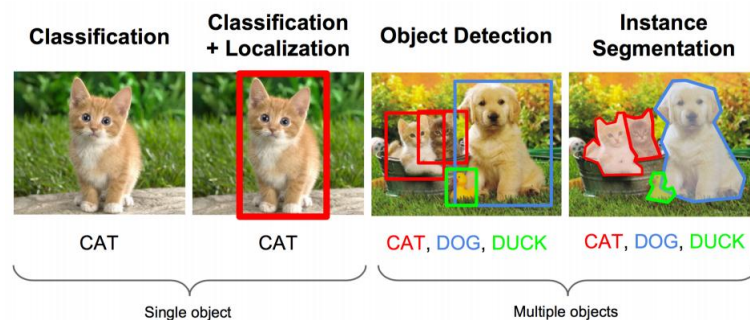 Classification
Classification
+ Localization
Object Detection
Instance
Segmentation
CAT
CAT
CAT, DOG, DUCK
CAT, DOG, DUCK
Single object
Multiple objects